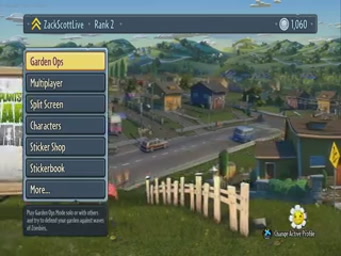 ZackScottLive · Rank 2
1,060
Garden Ops
Multiplayer
Split Screen
Characters
Sticker Shop
Stickerbook
More...
Play Garden Ops Mode solo or with others
and try to defend your garden against waves
of Zombies.
Change Active Profile